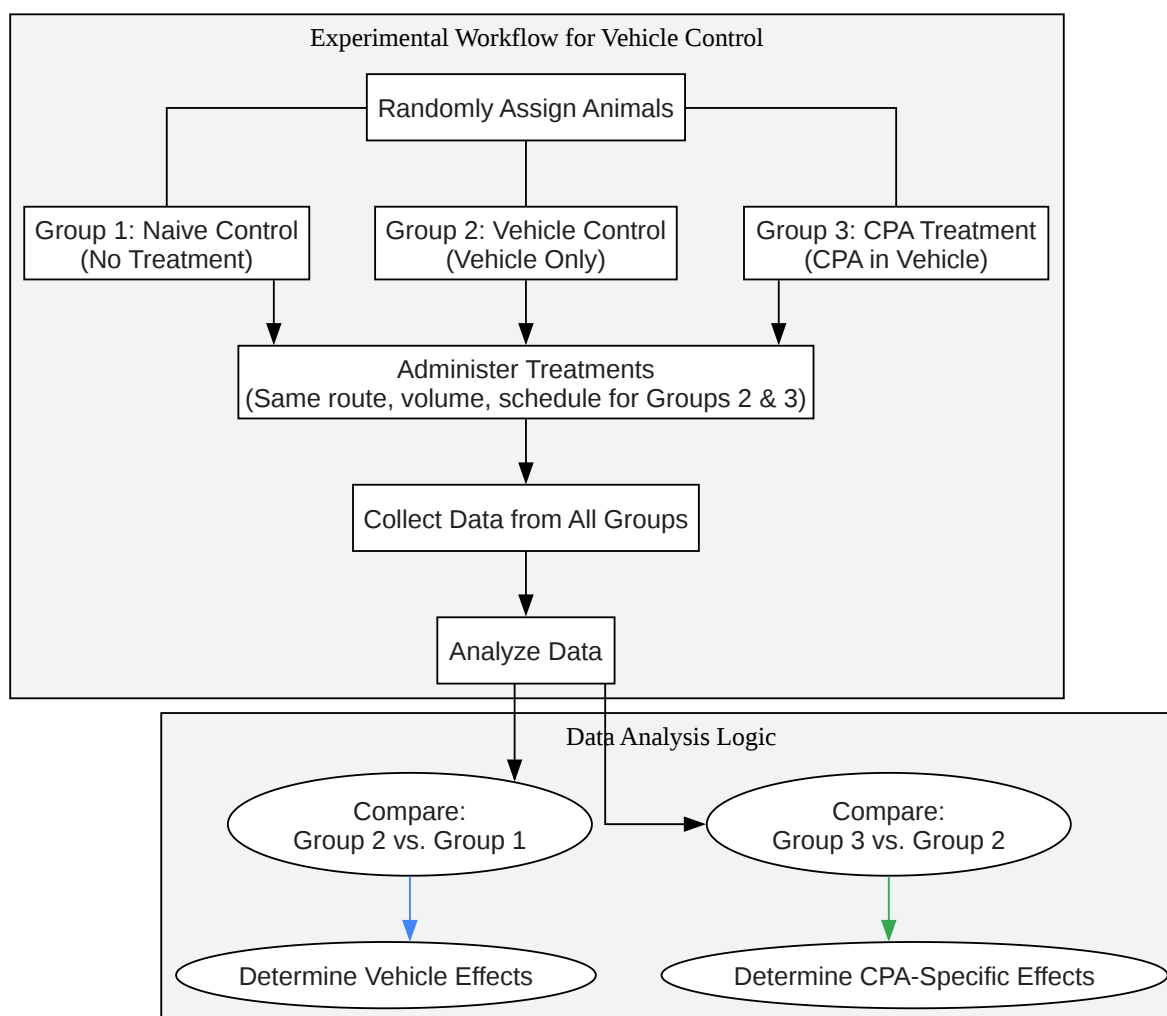 Experimental Workflow for Vehicle Control
Randomly Assign Animals
Group 1: Naive Control
(No Treatment)
Group 2: Vehicle Control
(Vehicle Only)
Group 3: CPA Treatment
(CPA in Vehicle)
Administer Treatments
(Same route, volume, schedule for Groups 2 & 3)
Collect Data from All Groups
Analyze Data
Data Analysis Logic
Compare:
Group 2 vs. Group 1
Compare:
Group 3 vs. Group 2
Determine Vehicle Effects
Determine CPA-Specific Effects